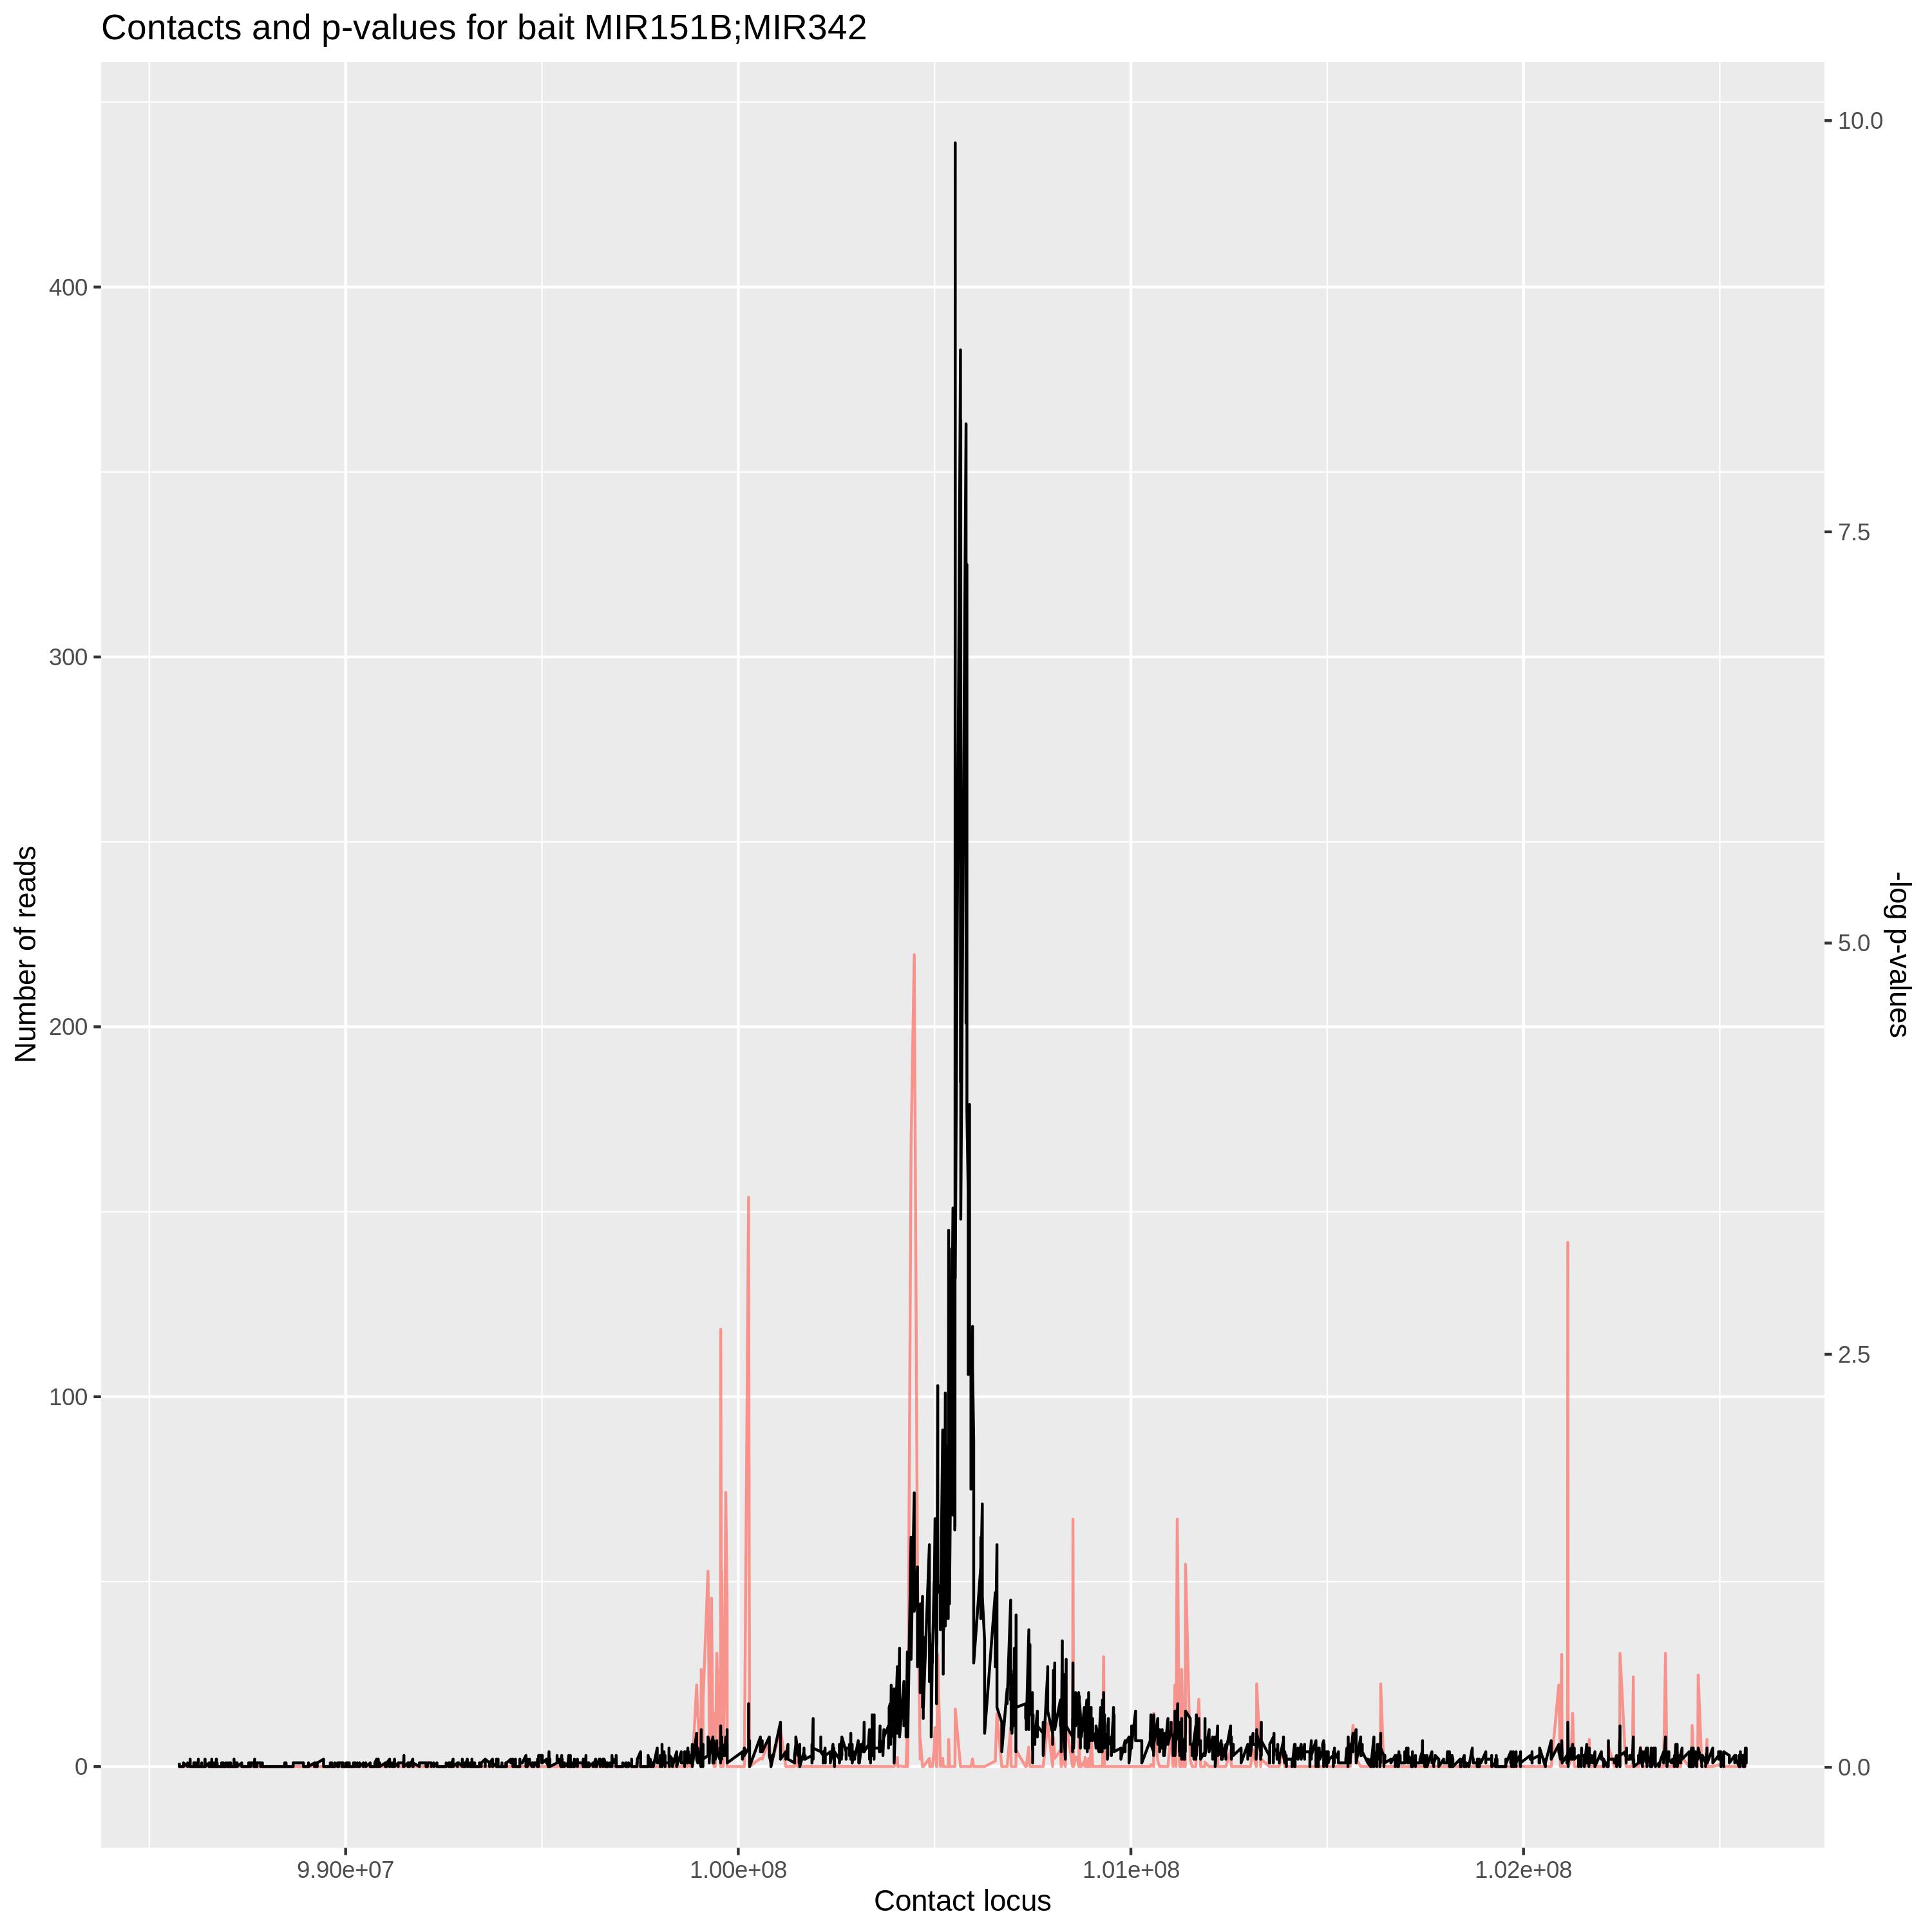 Contacts and p-values for bait MIR151B;MIR342
Number of reads
400
300
200
100
0
10.0
7.5
5.0
2.5
0.0
-log p-values
9.90e+07
1.00e+08
1.01e+08
1.02e+08
Contact locus